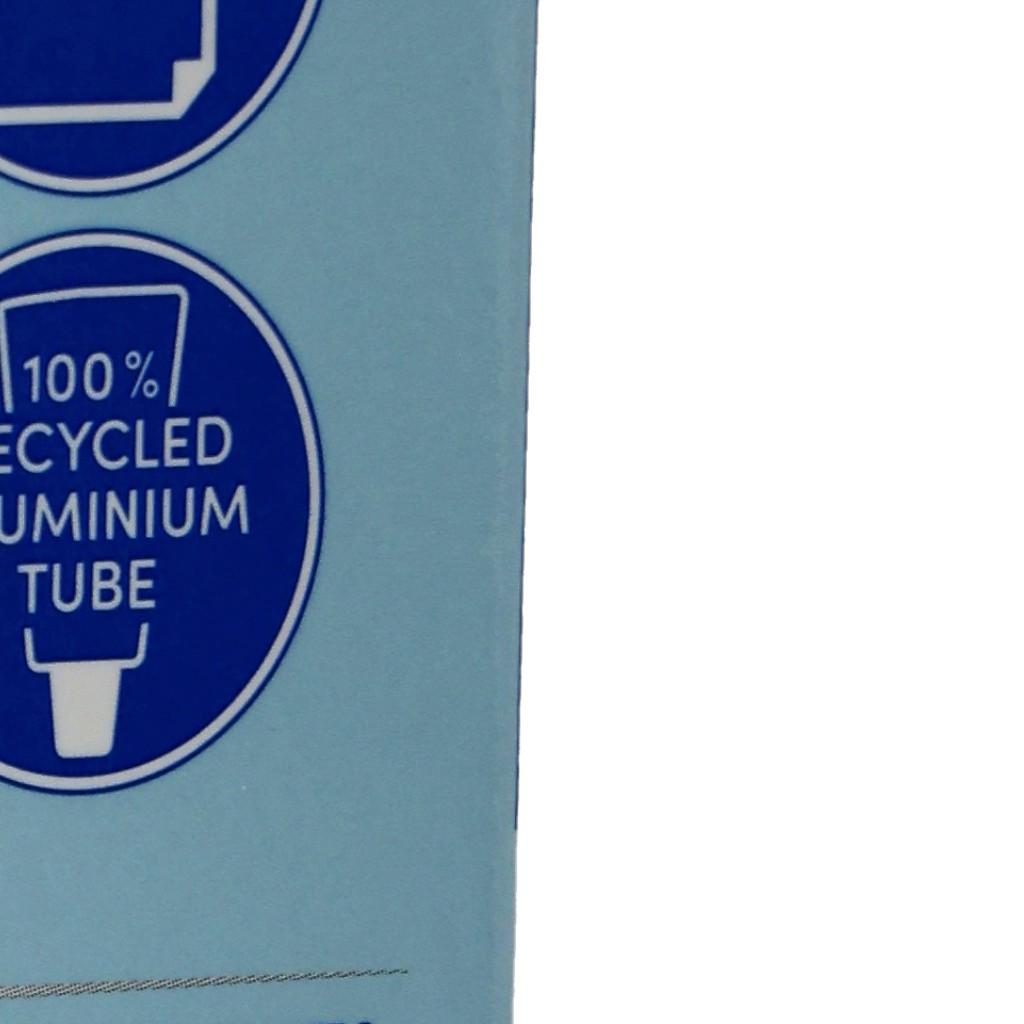 100%
ECYCLED
UMINIUM
TUBE